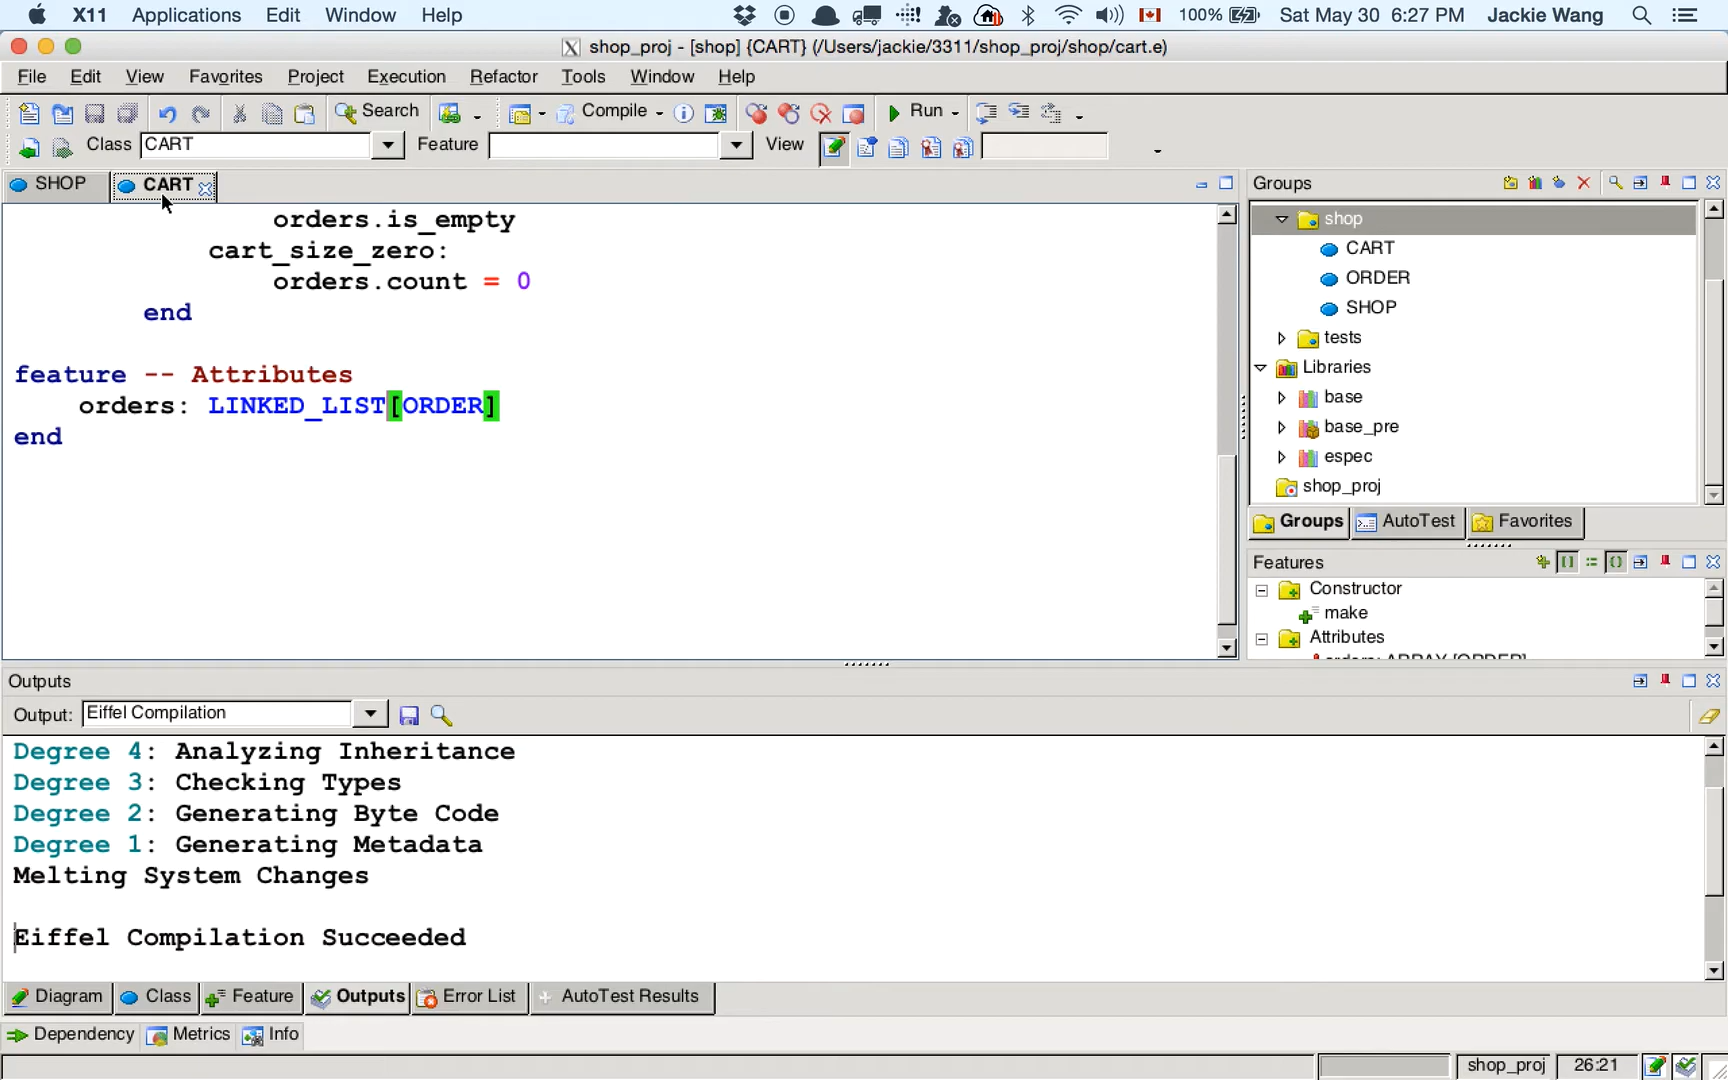 X11 Applications Edit Window Help 100% Sat May 30 6:27 PM Jackie Wang
shop_proj - [shop] {CART} (/Users/jackie/3311/shop_proj/shop/cart.e)
File Edit View Favorites Project Execution Refactor Tools Window Help
Search Compile Run
Class CART Feature View
SHOP CART
orders.is_empty
cart_size_zero:
orders.count = 0
end
feature -- Attributes
orders: LINKED_LIST[ORDER]
end
Groups
shop
CART
ORDER
SHOP
tests
Libraries
base
base_pre
espec
shop_proj
Groups AutoTest Favorites
Features
Constructor
make
Attributes
orders: ARRAY [ORDER]
Outputs
Output: Eiffel Compilation
Degree 4: Analyzing Inheritance
Degree 3: Checking Types
Degree 2: Generating Byte Code
Degree 1: Generating Metadata
Melting System Changes
Eiffel Compilation Succeeded
Diagram Class Feature Outputs Error List AutoTest Results
Dependency Metrics Info
shop_proj 26:21